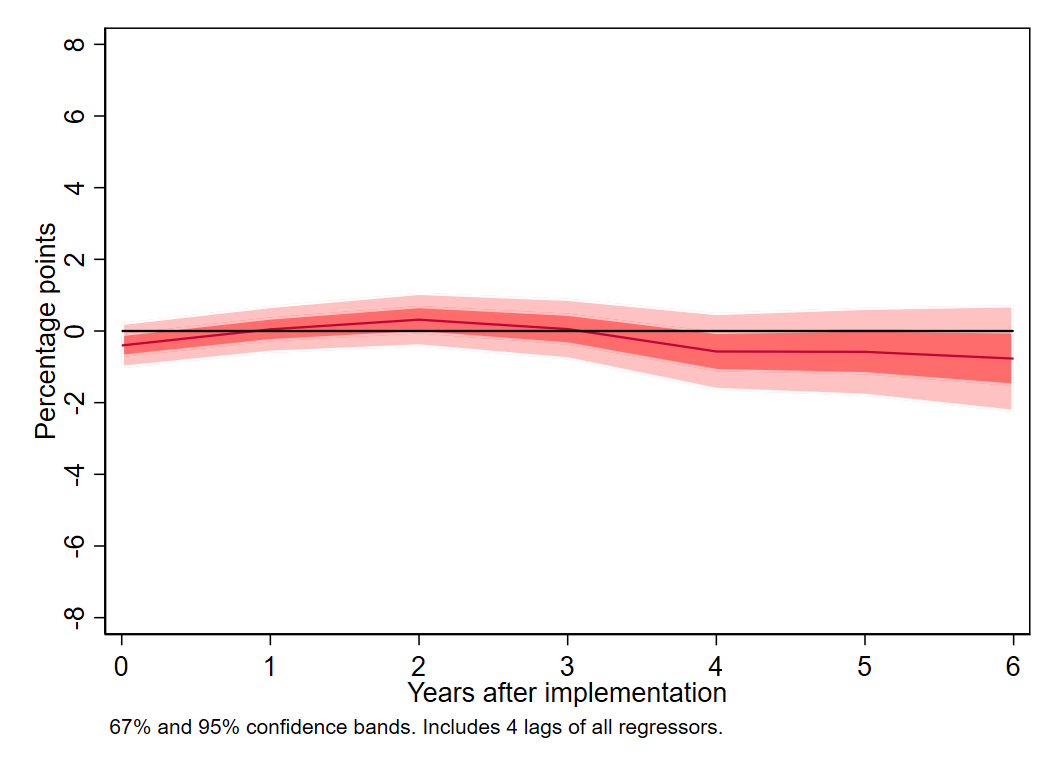 Percentage points
8
6
4
2
0
-2
-4
-6
-8
0 1 2 3 4 5 6
Years after implementation
67% and 95% confidence bands. Includes 4 lags of all regressors.